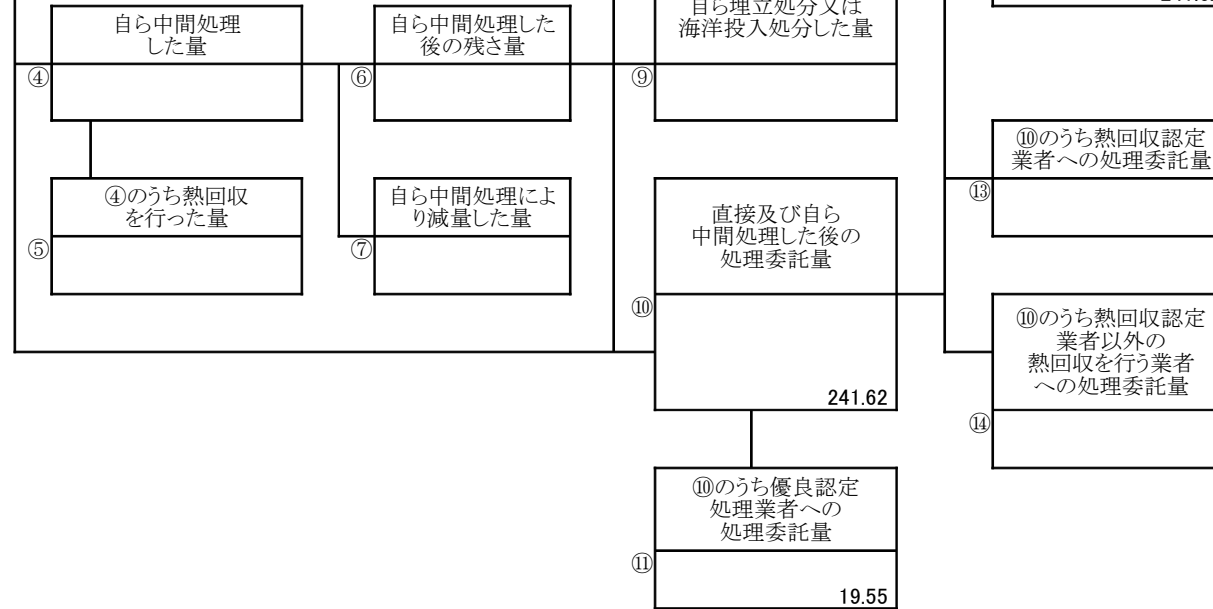 自ら中間処理
した量
④
自ら中間処理した
後の残さ量
⑥
自ら埋立処分又は
海洋投入処分した量
⑨
④のうち熱回収
を行った量
⑤
自ら中間処理によ
り減量した量
⑦
直接及び自ら
中間処理した後の
処理委託量
⑩
241.62
⑩のうち熱回収認定
業者への処理委託量
⑬
⑩のうち熱回収認定
業者以外の
熱回収を行う業者
への処理委託量
⑭
⑩のうち優良認定
処理業者への
処理委託量
⑪
19.55